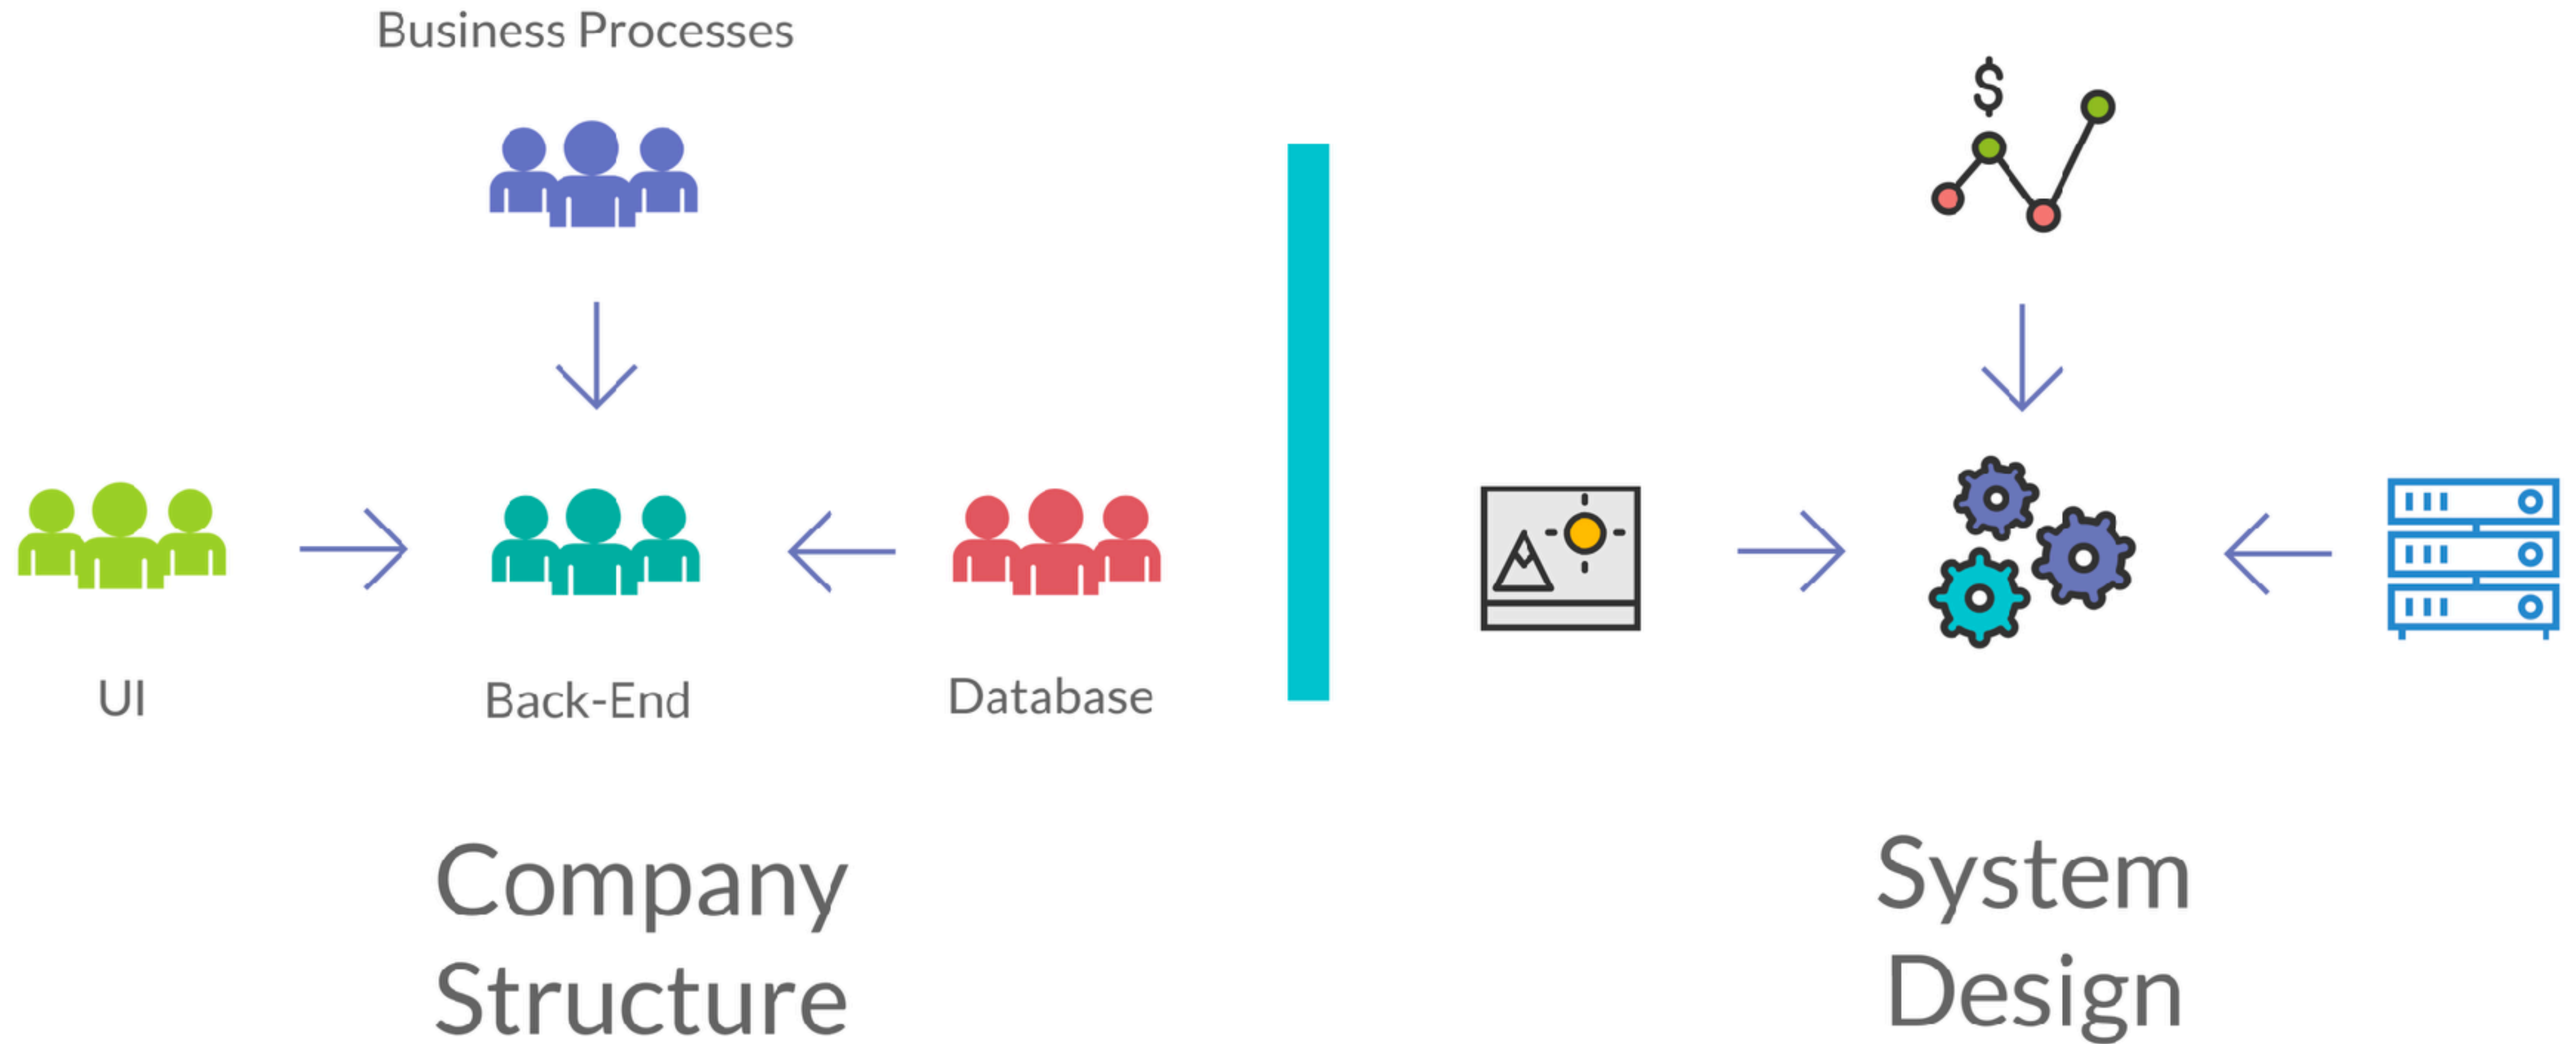 Business Processes
$
UI
Back-End
Database
Company
Structure
System
Design